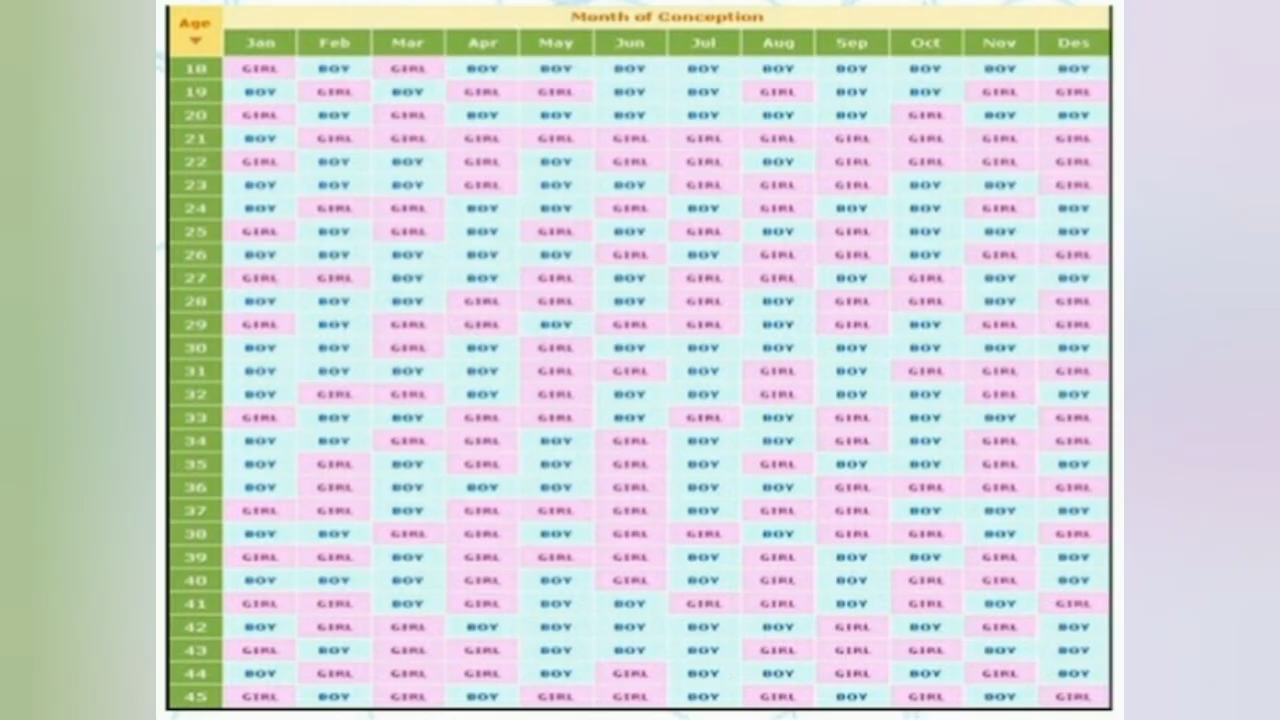 Month of Conception
Age
Jan Feb Mar Apr May Jun Jul Aug Sep Oct Nov Des
18 GIRL BOY GIRL BOY BOY BOY BOY BOY BOY BOY BOY BOY
19 BOY GIRL BOY GIRL GIRL BOY BOY GIRL BOY BOY GIRL GIRL
20 GIRL BOY GIRL BOY BOY BOY BOY BOY BOY GIRL BOY BOY
21 BOY GIRL GIRL GIRL GIRL GIRL GIRL GIRL GIRL GIRL GIRL GIRL
22 GIRL BOY BOY GIRL BOY GIRL GIRL BOY GIRL GIRL GIRL GIRL
23 BOY BOY BOY GIRL BOY BOY GIRL GIRL GIRL BOY BOY GIRL
24 BOY GIRL GIRL BOY BOY GIRL BOY GIRL BOY BOY GIRL BOY
25 GIRL BOY GIRL BOY GIRL BOY GIRL BOY GIRL BOY BOY BOY
26 BOY BOY BOY BOY BOY GIRL BOY GIRL GIRL BOY GIRL GIRL
27 GIRL GIRL BOY BOY GIRL BOY GIRL GIRL BOY GIRL BOY BOY
28 BOY BOY BOY GIRL GIRL BOY GIRL BOY GIRL GIRL BOY GIRL
29 GIRL BOY GIRL GIRL BOY GIRL GIRL BOY GIRL BOY GIRL GIRL
30 BOY BOY GIRL BOY GIRL BOY BOY BOY BOY BOY BOY BOY
31 BOY BOY BOY BOY GIRL GIRL BOY GIRL BOY GIRL GIRL GIRL
32 BOY GIRL GIRL BOY GIRL BOY BOY GIRL BOY BOY GIRL BOY
33 GIRL BOY BOY GIRL GIRL BOY GIRL BOY GIRL BOY BOY GIRL
34 BOY BOY GIRL GIRL BOY GIRL BOY BOY GIRL BOY GIRL GIRL
35 BOY GIRL BOY GIRL BOY GIRL BOY GIRL BOY BOY GIRL BOY
36 BOY GIRL BOY BOY BOY GIRL BOY BOY GIRL GIRL GIRL GIRL
37 GIRL GIRL BOY GIRL GIRL GIRL BOY GIRL GIRL BOY BOY BOY
38 BOY BOY GIRL GIRL BOY GIRL GIRL BOY GIRL GIRL BOY GIRL
39 GIRL GIRL BOY GIRL GIRL GIRL BOY GIRL BOY BOY GIRL BOY
40 BOY BOY BOY GIRL BOY GIRL BOY GIRL BOY GIRL GIRL BOY
41 GIRL GIRL BOY GIRL BOY BOY GIRL GIRL BOY GIRL BOY GIRL
42 BOY GIRL GIRL BOY BOY BOY BOY BOY GIRL BOY GIRL BOY
43 GIRL BOY GIRL GIRL BOY BOY BOY GIRL GIRL GIRL BOY BOY
44 BOY GIRL GIRL GIRL BOY GIRL BOY BOY GIRL BOY GIRL BOY
45 GIRL BOY GIRL BOY GIRL GIRL BOY GIRL BOY GIRL BOY GIRL